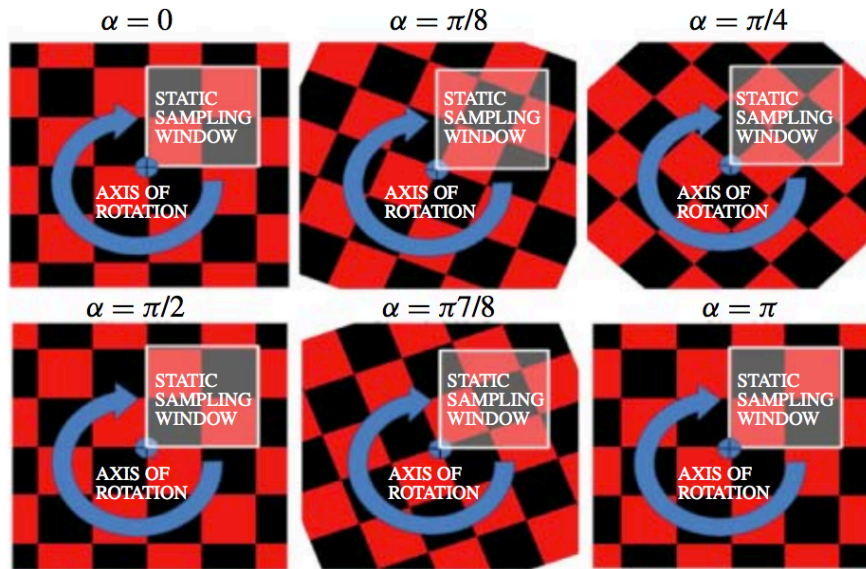 α = 0
α = π/8
α = π/4
STATIC
SAMPLING
WINDOW
AXIS OF
ROTATION
STATIC
SAMPLING
WINDOW
AXIS OF
ROTATION
STATIC
SAMPLING
WINDOW
AXIS OF
ROTATION
α = π/2
α = π7/8
α = π
STATIC
SAMPLING
WINDOW
AXIS OF
ROTATION
STATIC
SAMPLING
WINDOW
AXIS OF
ROTATION
STATIC
SAMPLING
WINDOW
AXIS OF
ROTATION